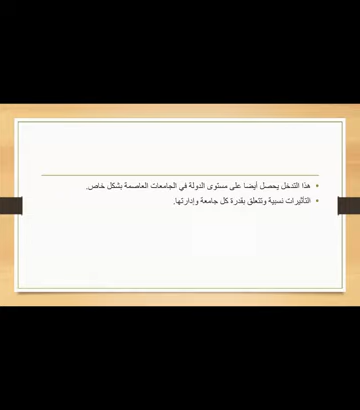 هذا التدخل يحصل أيضا على مستوى الدولة في الجامعات العاصمة بشكل خاص.
التأثيرات نسبية وتتعلق بقدرة كل جامعة وإدارتها.